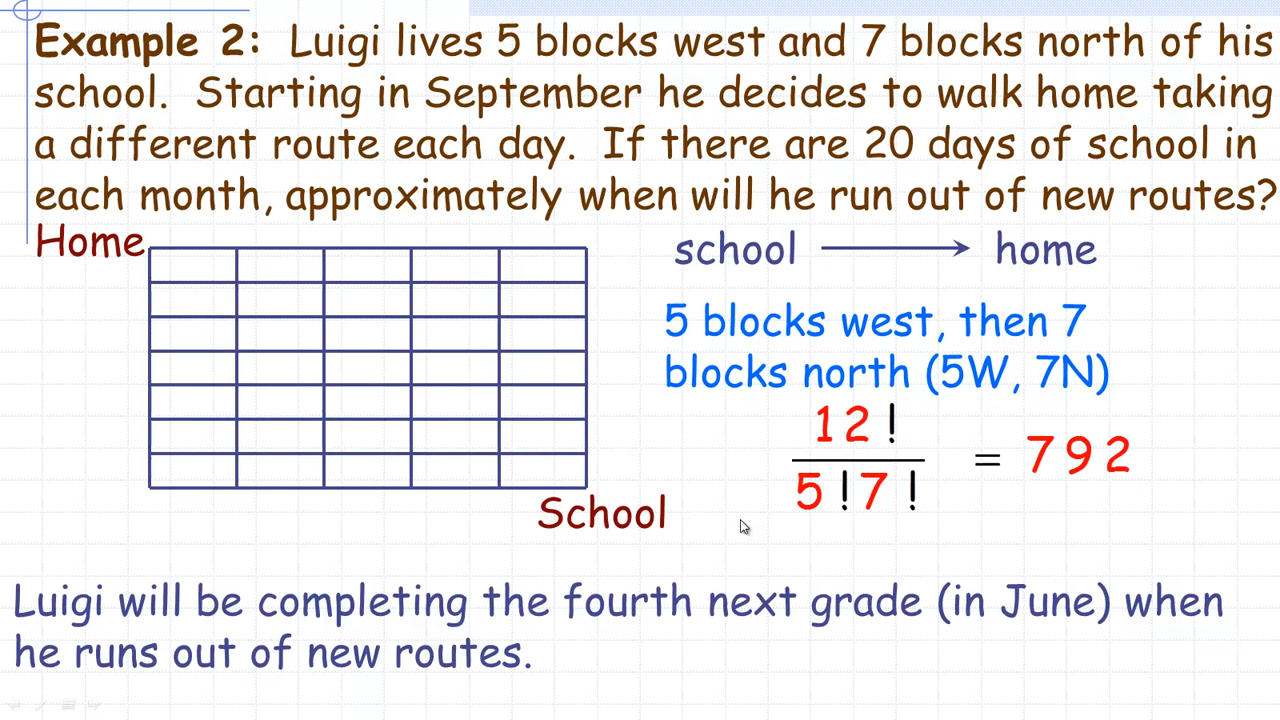 Example 2: Luigi lives 5 blocks west and 7 blocks north of his
school. Starting in September he decides to walk home taking
a different route each day. If there are 20 days of school in
each month, approximately when will he run out of new routes?
Home
school → home
5 blocks west, then 7
blocks north (5W, 7N)
12!
5!7!
= 792
School
Luigi will be completing the fourth next grade (in June) when
he runs out of new routes.